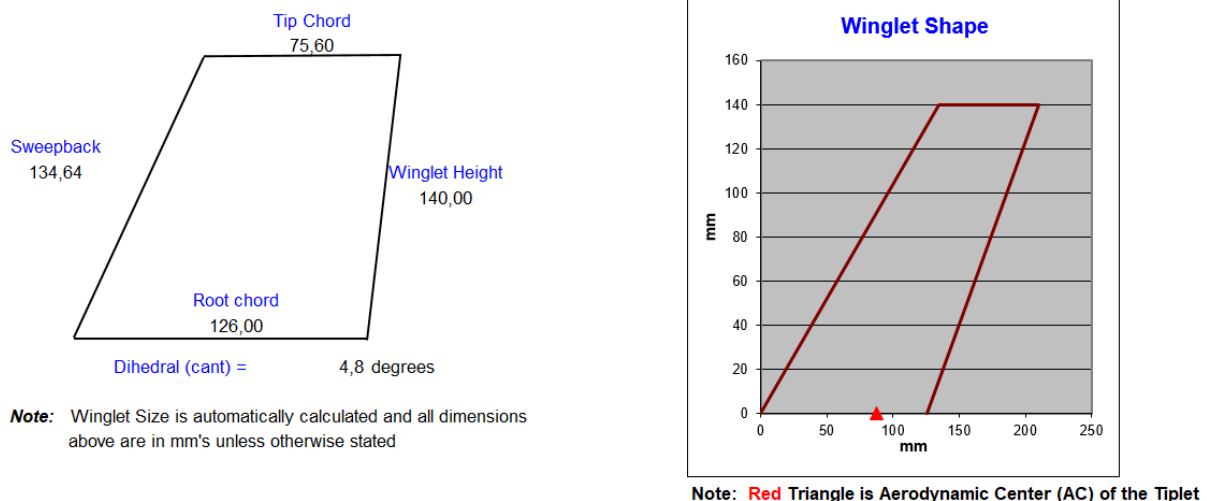 Tip Chord
75,60
Sweepback
134,64
Winglet Height
140,00
Root chord
126,00
Dihedral (cant) = 4,8 degrees
Note: Winglet Size is automatically calculated and all dimensions
above are in mm's unless otherwise stated
Winglet Shape
160
140
120
100
80
60
40
20
0
mm
0 50 100 150 200 250
mm
Note: Red Triangle is Aerodynamic Center (AC) of the Tiplet